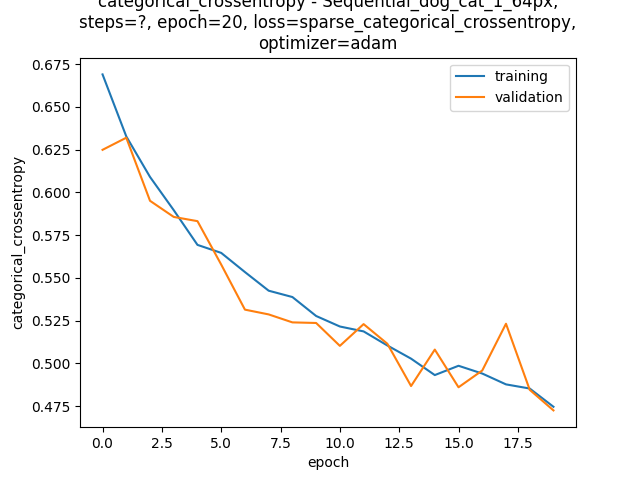 categorical_crossentropy - Sequential_dog_cat_1_64px,
steps=?, epoch=20, loss=sparse_categorical_crossentropy,
optimizer=adam
training
validation
0.675
0.650
0.625
0.600
0.575
0.550
0.525
0.500
0.475
categorical_crossentropy
0.0 2.5 5.0 7.5 10.0 12.5 15.0 17.5
epoch